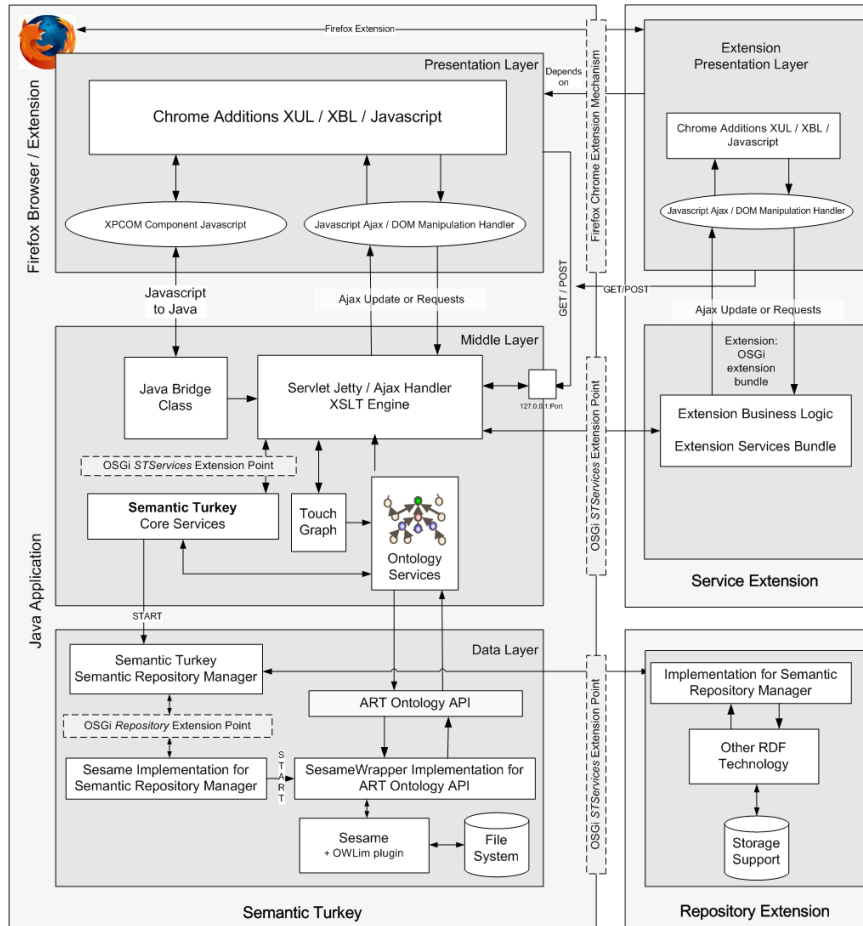 Firefox Extension
Presentation Layer
Chrome Additions XUL / XBL / Javascript
XPCOM Component Javascript
Javascript Ajax / DOM Manipulation Handler
Firefox Browser / Extension
Depends
on
Firefox Chrome Extension Mechanism
Extension
Presentation Layer
Chrome Additions XUL / XBL /
Javascript
Javascript Ajax / DOM Manipulation Handler
Javascript
to Java
Ajax Update or Requests
GET / POST
GET/POST
Ajax Update or Requests
Middle Layer
Java Bridge
Class
Servlet Jetty / Ajax Handler
XSLT Engine
127.0.0.1:Port
OSGi STServices Extension Point
Semantic Turkey
Core Services
Touch
Graph
Ontology
Services
OSGi STServices Extension Point
Extension:
OSGi
extension
bundle
Extension Business Logic
Extension Services Bundle
Service Extension
Java Application
START
Data Layer
Semantic Turkey
Semantic Repository Manager
OSGi Repository Extension Point
Sesame Implementation for
Semantic Repository Manager
START
ART Ontology API
SesameWrapper Implementation for
ART Ontology API
Sesame
+ OWLim plugin
File
System
Semantic Turkey
OSGi STServices Extension Point
Implementation for Semantic
Repository Manager
Other RDF
Technology
Storage
Support
Repository Extension